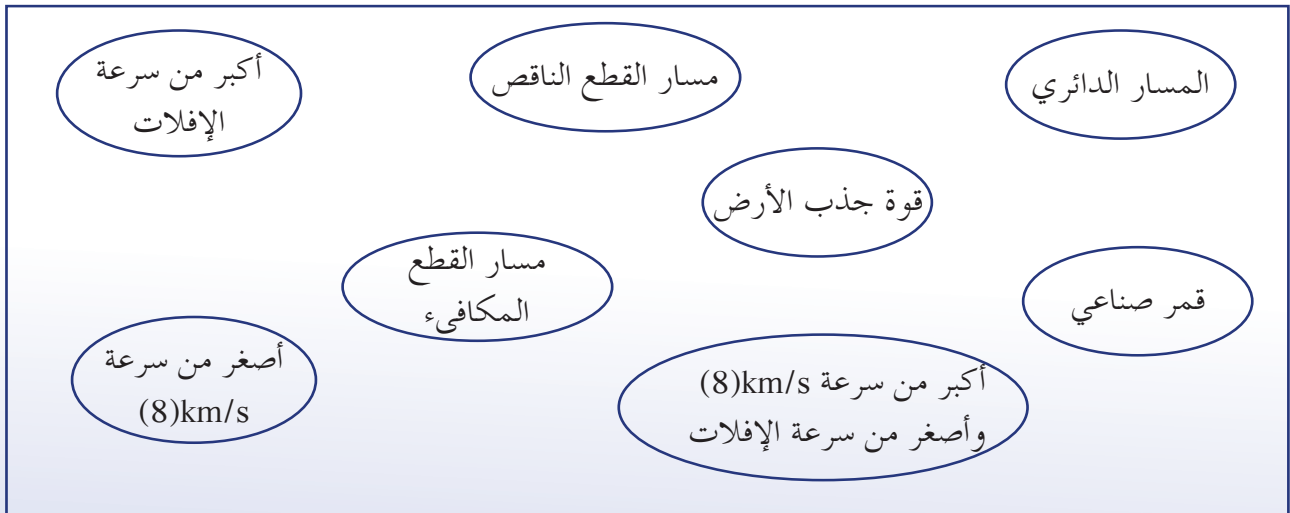 المسار الدائري
مسار القطع الناقص
أكبر من سرعة
الإفلات
قوة جذب الأرض
قمر صناعي
مسار القطع
المكافىء
أكبر من سرعة (8)km/s
وأصغر من سرعة الإفلات
أصغر من سرعة
(8)km/s